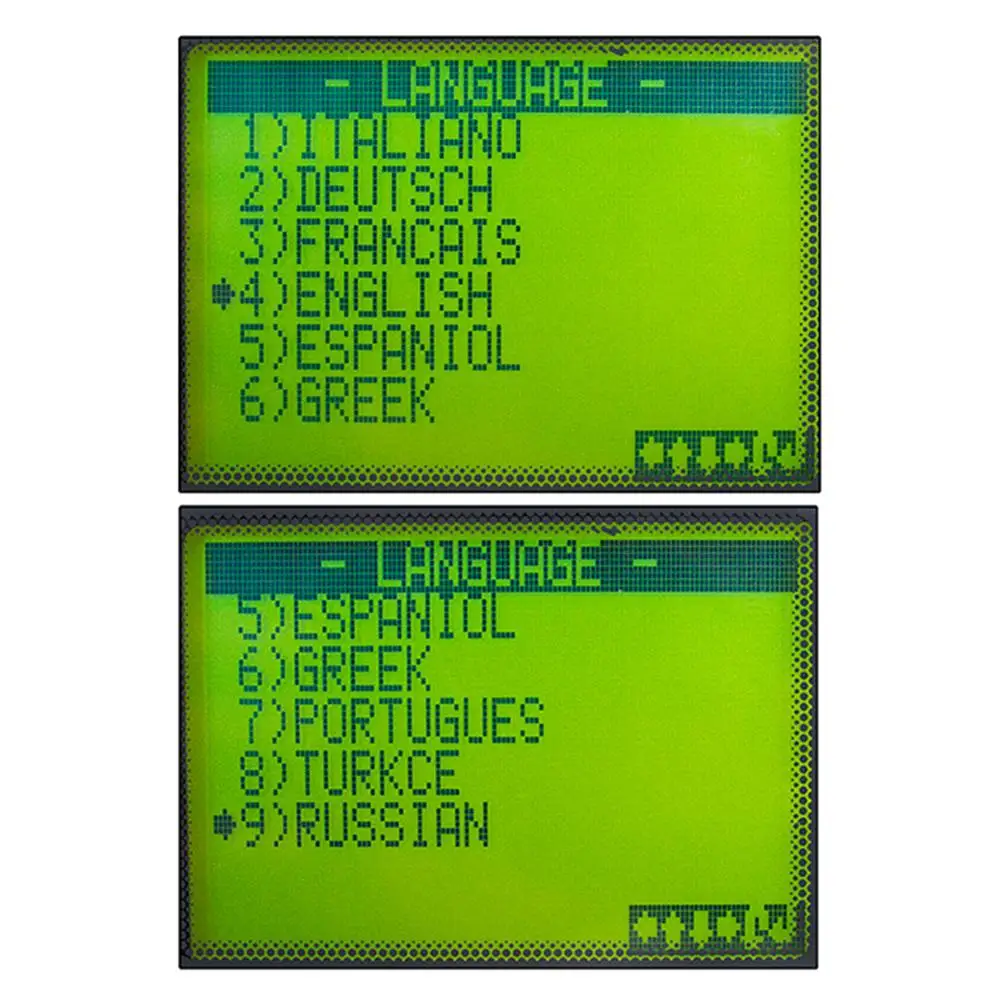 - LANGUAGE -
1)ITALIANO
2)DEUTSCH
3)FRANCAIS
4)ENGLISH
5)ESPANIOL
6)GREEK
- LANGUAGE -
5)ESPANIOL
6)GREEK
7)PORTUGUES
8)TURKCE
9)RUSSIAN